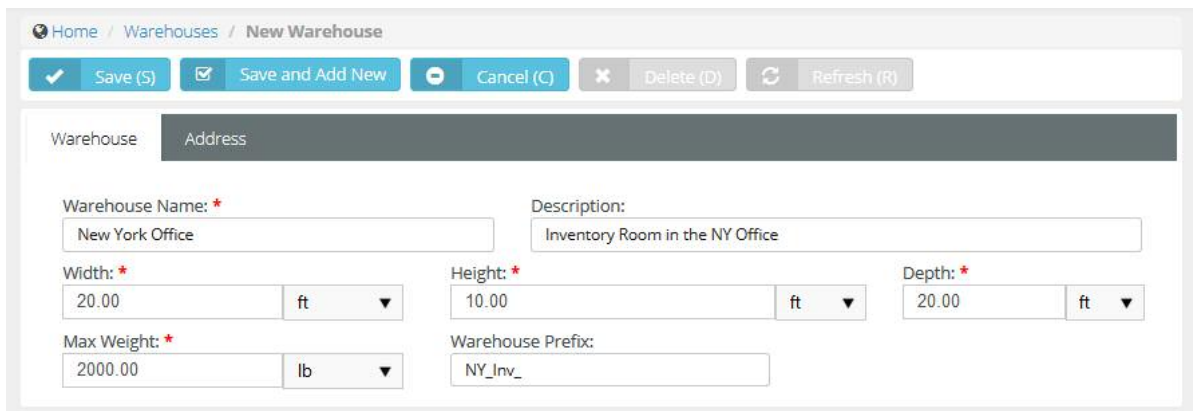 Home / Warehouses / New Warehouse
Save (S) Save and Add New Cancel (C) Delete (D) Refresh (R)
Warehouse Address
Warehouse Name: * Description:
New York Office Inventory Room in the NY Office
Width: * Height: * Depth: *
20.00 ft 10.00 ft 20.00 ft
Max Weight: * Warehouse Prefix:
2000.00 lb NY_Inv_